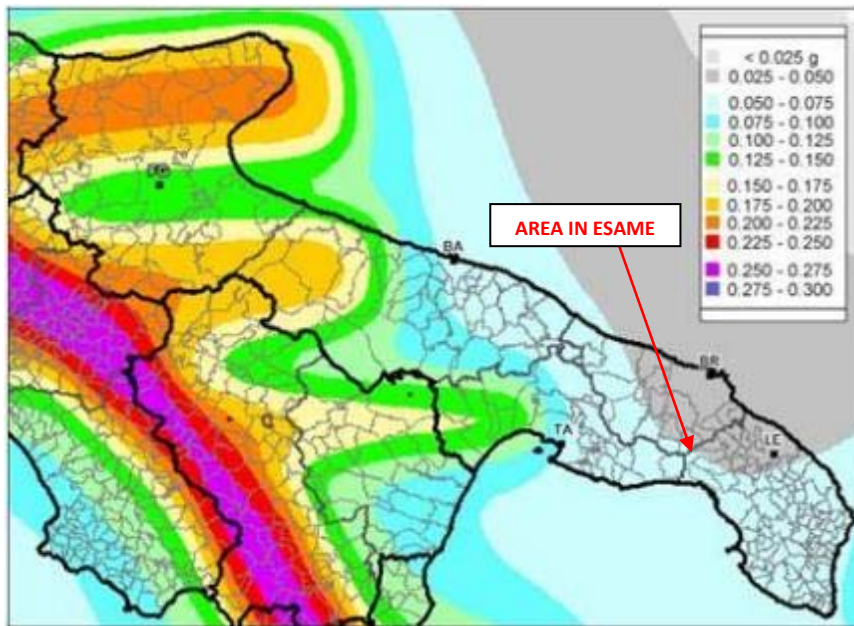 < 0.025 g
0.025 - 0.050
0.050 - 0.075
0.075 - 0.100
0.100 - 0.125
0.125 - 0.150
0.150 - 0.175
0.175 - 0.200
0.200 - 0.225
0.225 - 0.250
0.250 - 0.275
0.275 - 0.300
FG
AREA IN ESAME
BA
BR
TA
LE